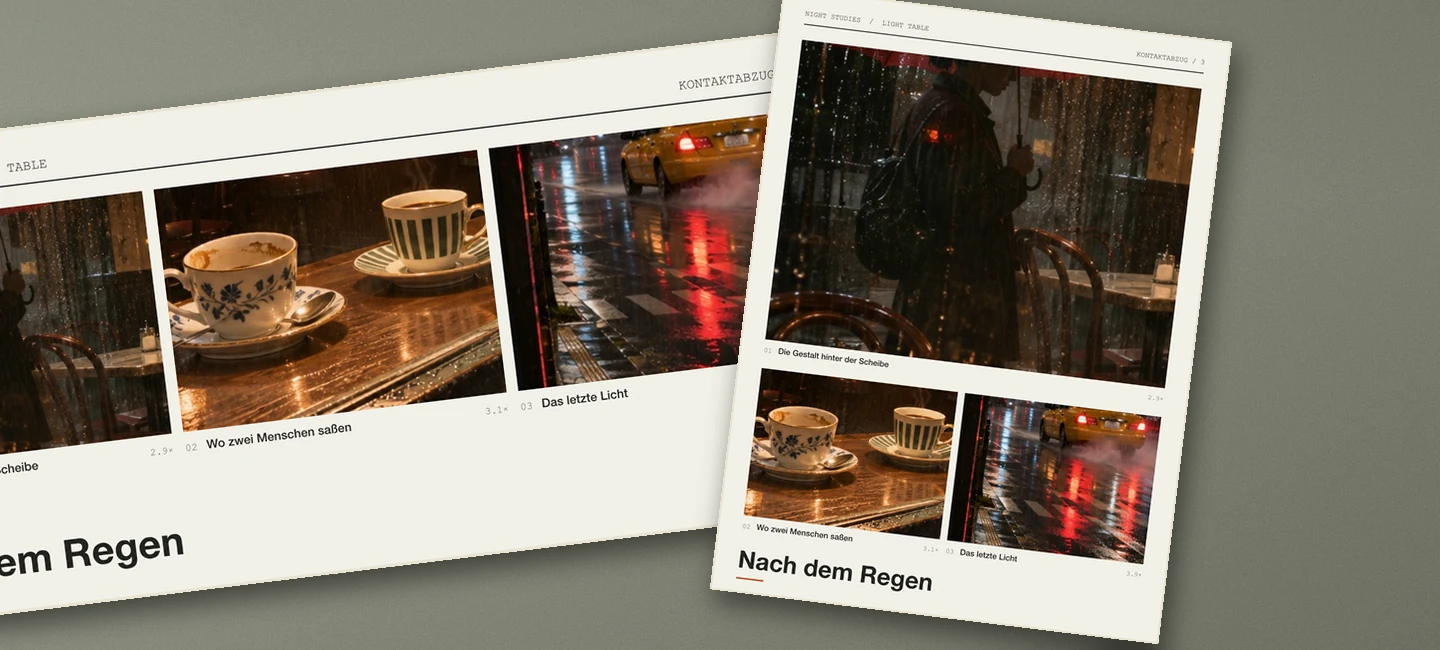 TABLE
KONTAKTABZUG
2.9×
02 Wo zwei Menschen saßen
3.1×
03 Das letzte Licht
NIGHT STUDIES / LIGHT TABLE
KONTAKTABZUG / 3
01 Die Gestalt hinter der Scheibe
2.9×
02 Wo zwei Menschen saßen
3.1×
03 Das letzte Licht
3.9×
Nach dem Regen
cheibe
em Regen